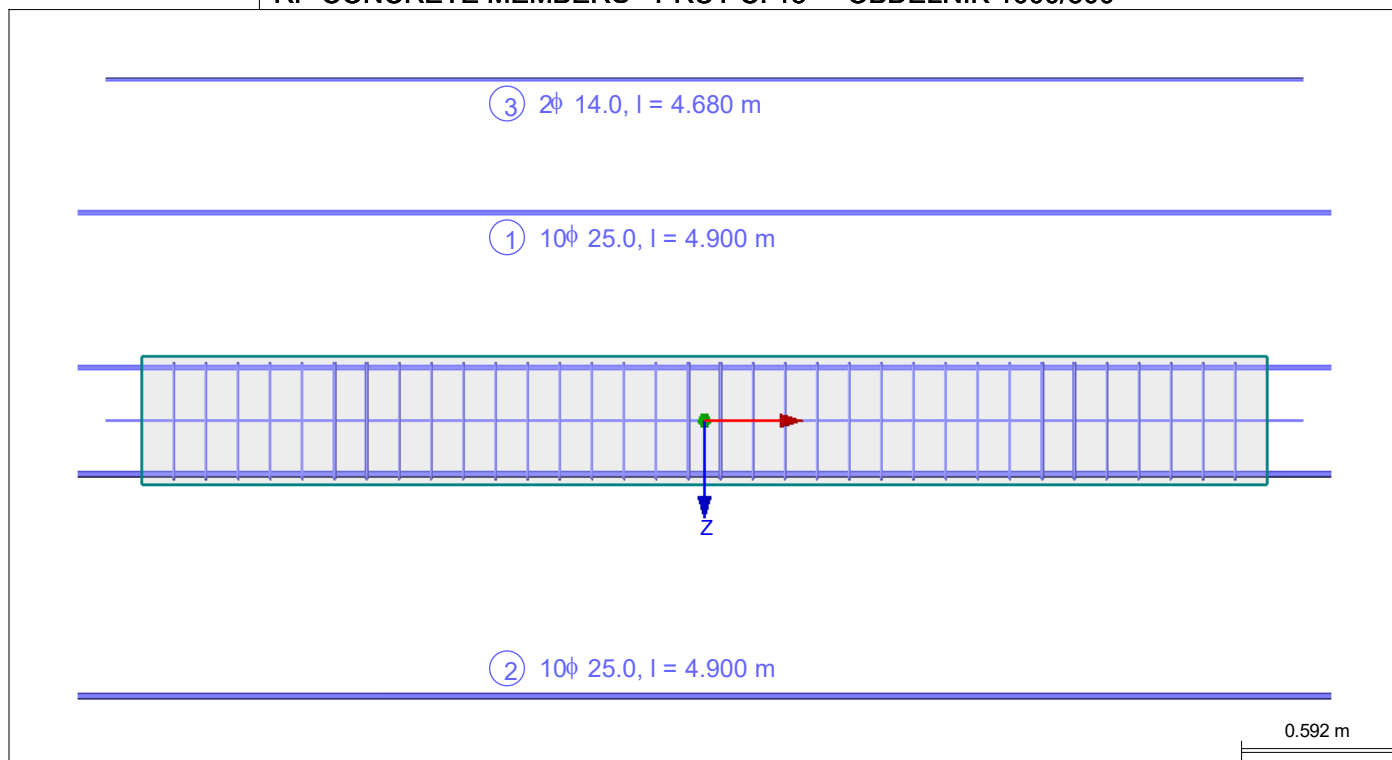 ③ 2ϕ 14.0, l = 4.680 m
① 10ϕ 25.0, l = 4.900 m
Z
② 10ϕ 25.0, l = 4.900 m
0.592 m